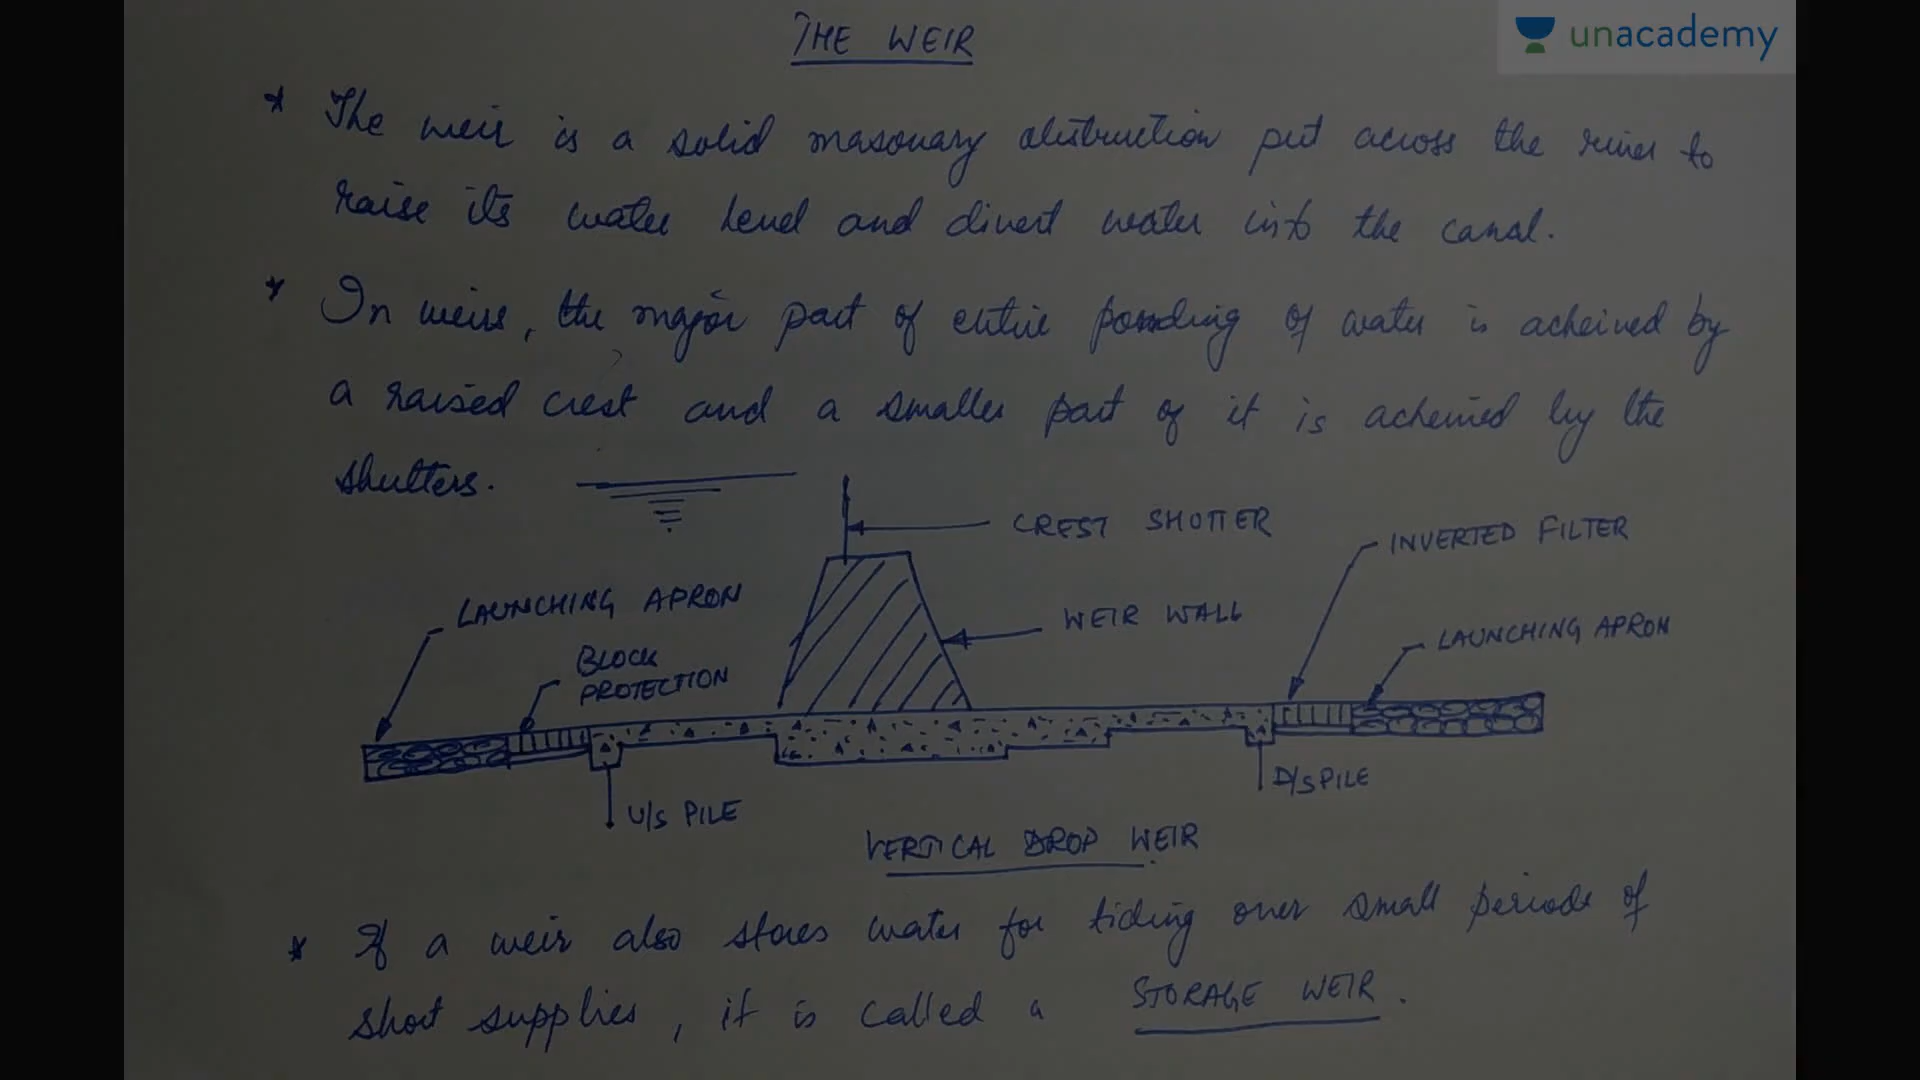 THE WEIR
unacademy
* The weir is a solid masonary obstruction put across the river to
raise its water level and divert water into the canal.
* In weirs, the major part of entire ponding of water is acheived by
a raised crest and a smaller part of it is acheived by the
shutters.
CREST SHUTTER
INVERTED FILTER
LAUNCHING APRON
WEIR WALL
LAUNCHING APRON
BLOCK
PROTECTION
U/S PILE
D/S PILE
VERTICAL DROP WEIR
* If a weir also stores water for tiding over small periods of
short supplies, it is called a STORAGE WEIR.